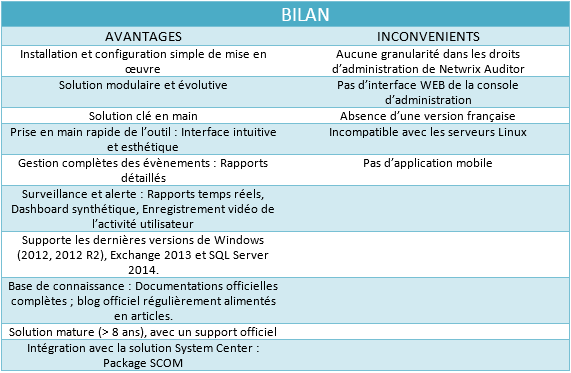 BILAN
AVANTAGES
INCONVENIENTS
Installation et configuration simple de mise en
œuvre
Aucune granularité dans les droits
d’administration de Netwrix Auditor
Solution modulaire et évolutive
Pas d’interface WEB de la console
d’administration
Solution clé en main
Absence d’une version française
Prise en main rapide de l’outil : Interface intuitive
et esthétique
Incompatible avec les serveurs Linux
Gestion complètes des évènements : Rapports
détaillés
Pas d’application mobile
Surveillance et alerte : Rapports temps réels,
Dashboard synthétique, Enregistrement vidéo de
l’activité utilisateur
Supporte les dernières versions de Windows
(2012, 2012 R2), Exchange 2013 et SQL Server
2014.
Base de connaissance : Documentations officielles
complètes ; blog officiel régulièrement alimentés
en articles.
Solution mature (> 8 ans), avec un support officiel
Intégration avec la solution System Center :
Package SCOM